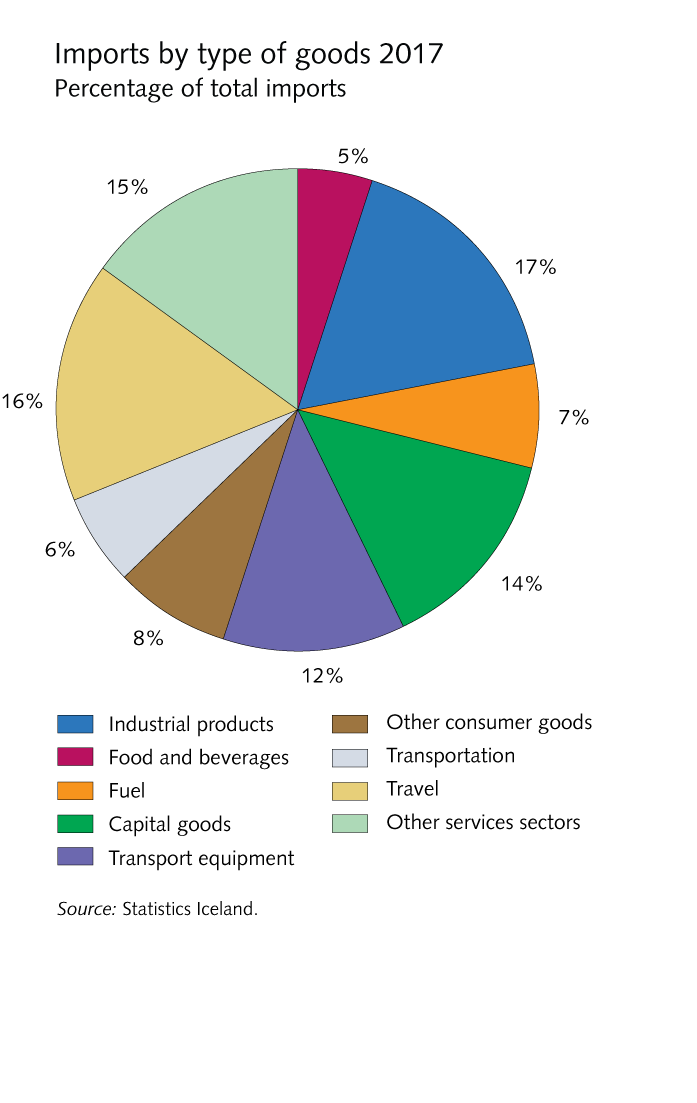 Imports by type of goods 2017
Percentage of total imports
5%
15%
17%
16%
7%
6%
14%
8%
12%
Industrial products
Food and beverages
Fuel
Capital goods
Transport equipment
Other consumer goods
Transportation
Travel
Other services sectors
Source: Statistics Iceland.